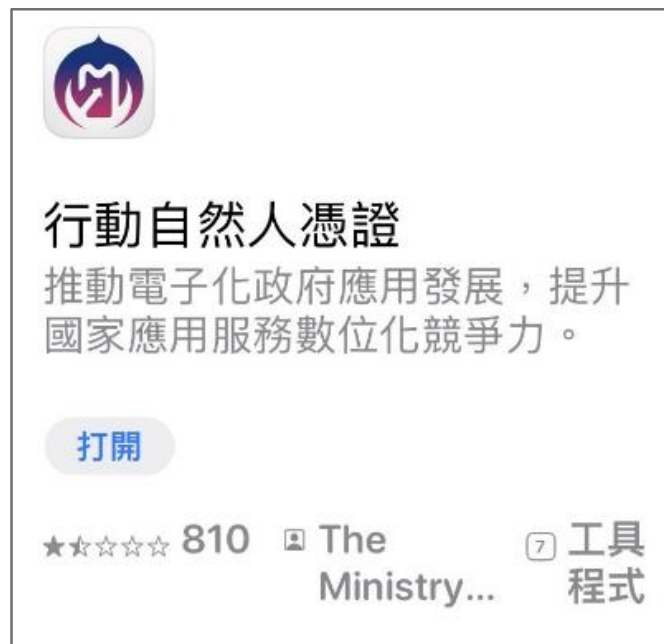 行動自然人憑證
推動電子化政府應用發展，提升
國家應用服務數位化競爭力。
打開
810
The
Ministry...
7
工具
程式